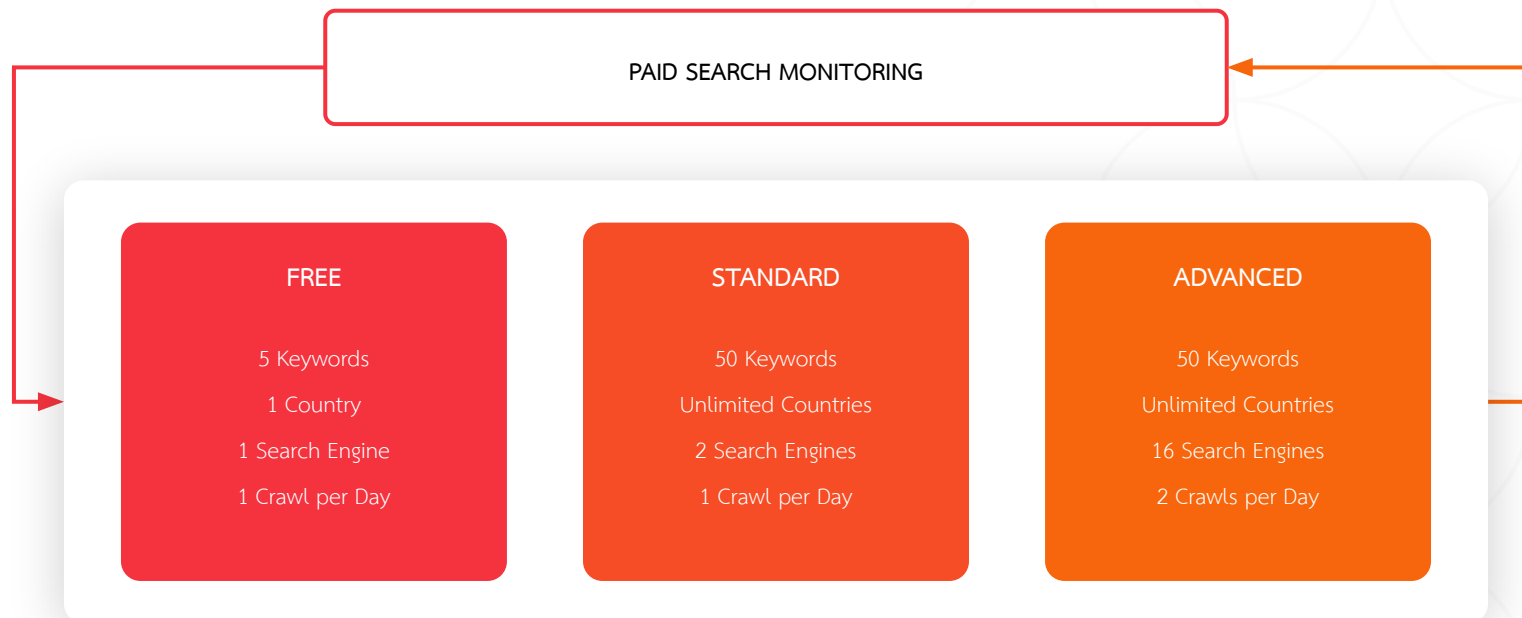 PAID SEARCH MONITORING
FREE
5 Keywords
1 Country
1 Search Engine
1 Crawl per Day
STANDARD
50 Keywords
Unlimited Countries
2 Search Engines
1 Crawl per Day
ADVANCED
50 Keywords
Unlimited Countries
16 Search Engines
2 Crawls per Day